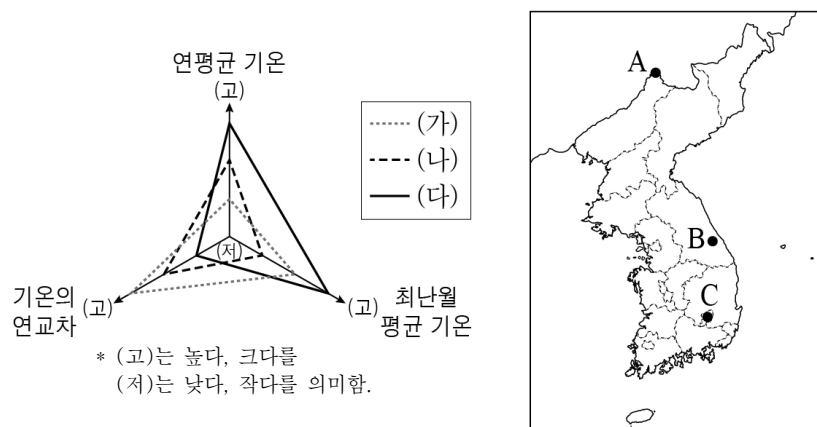 연평균 기온
(고)
(가)
(나)
(다)
(저)
기온의
연교차
(고)
(고)
최난월
평균 기온
* (고)는 높다, 크다를
(저)는 낮다, 작다를 의미함.
A
B
C